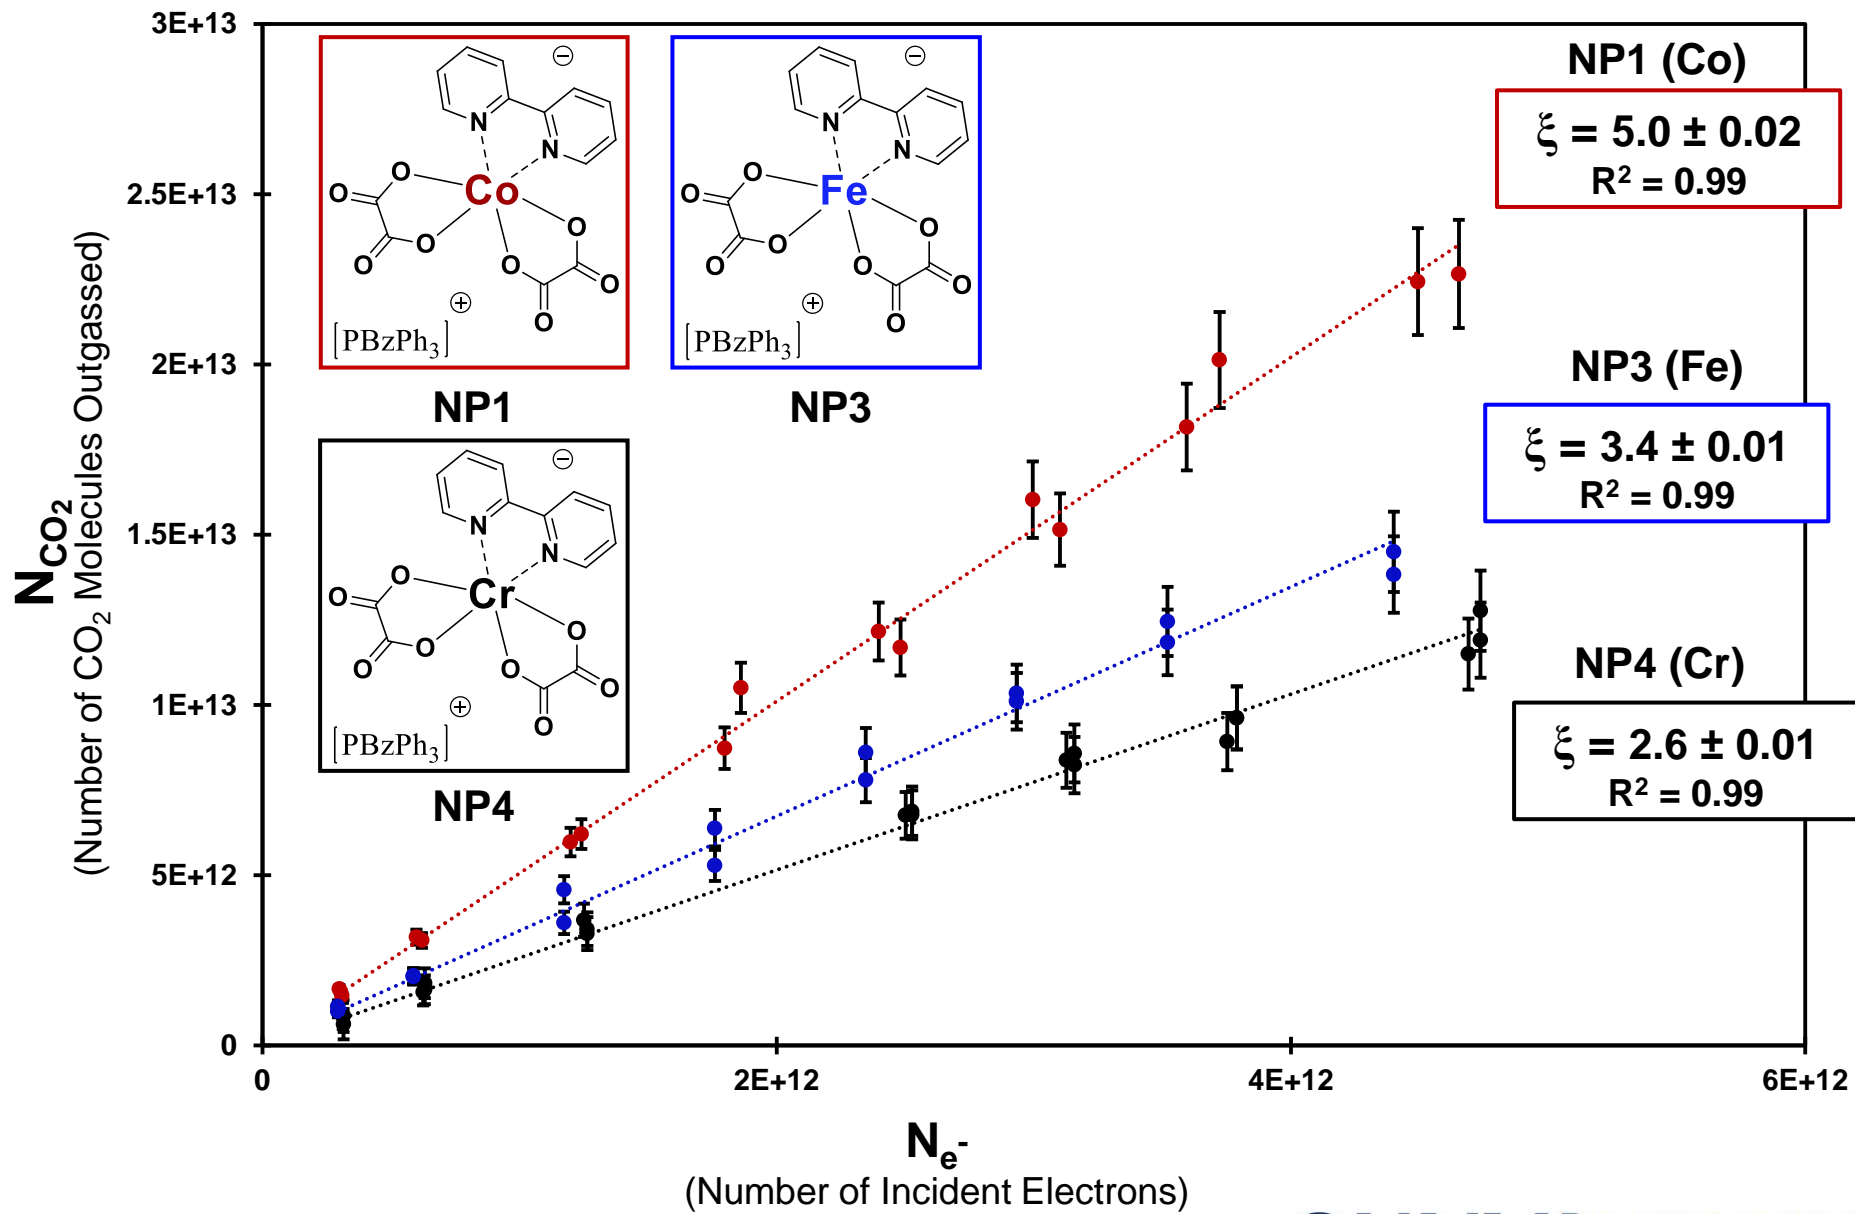 3E+13
2.5E+13
2E+13
1.5E+13
1E+13
5E+12
0
0
2E+12
4E+12
6E+12
N_CO2
(Number of CO2 Molecules Outgassed)
Ne-
(Number of Incident Electrons)
N
N
Co
O
O
O
O
O
O
O
O
[PBzPh3]
NP1
N
N
Fe
O
O
O
O
O
O
O
O
[PBzPh3]
NP3
N
N
Cr
O
O
O
O
O
O
O
O
[PBzPh3]
NP4
NP1 (Co)
ξ = 5.0 ± 0.02
R² = 0.99
NP3 (Fe)
ξ = 3.4 ± 0.01
R² = 0.99
NP4 (Cr)
ξ = 2.6 ± 0.01
R² = 0.99